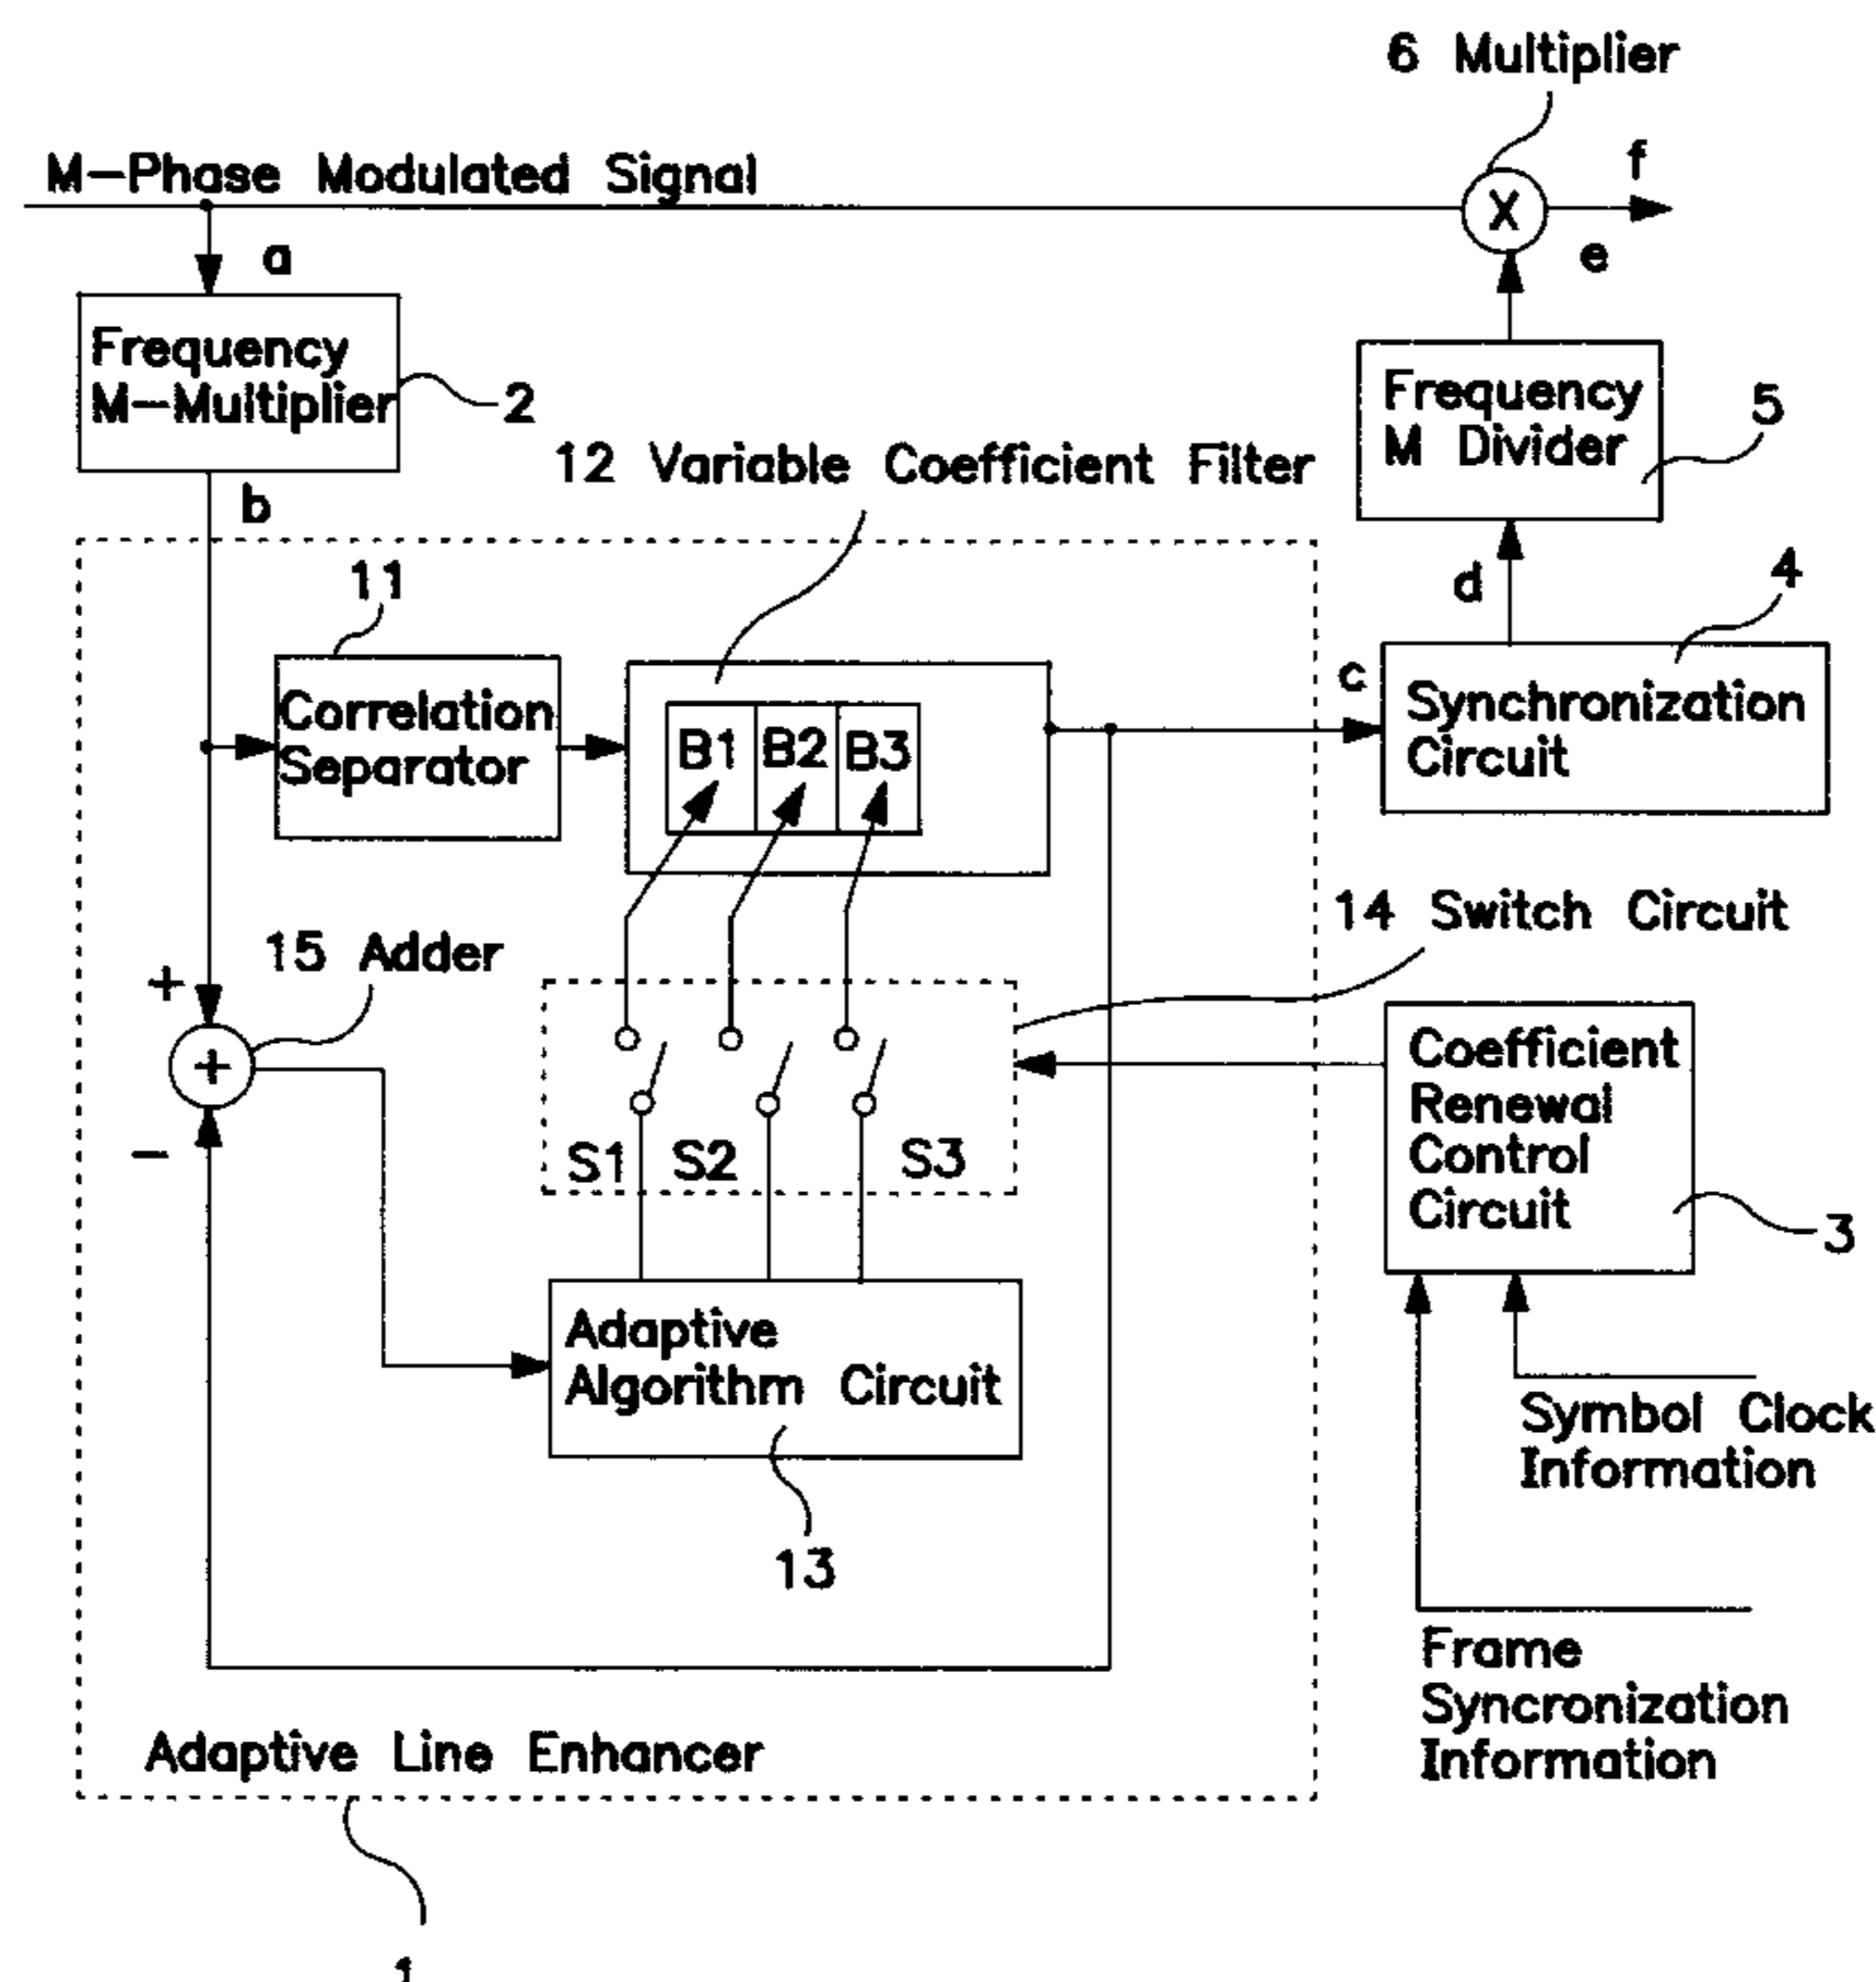 6 Multiplier
M-Phase Modulated Signal
f
X
a
e
Frequency
M-Multiplier
2
Frequency
M Divider
5
12 Variable Coefficient Filter
b
11
d
4
Correlation
Separator
B1 B2 B3
c
Synchronization
Circuit
14 Switch Circuit
15 Adder
+
+
-
Coefficient
Renewal
Control
Circuit
3
S1 S2 S3
Adaptive
Algorithm Circuit
13
Symbol Clock
Information
Frame
Syncronization
Information
Adaptive Line Enhancer
1